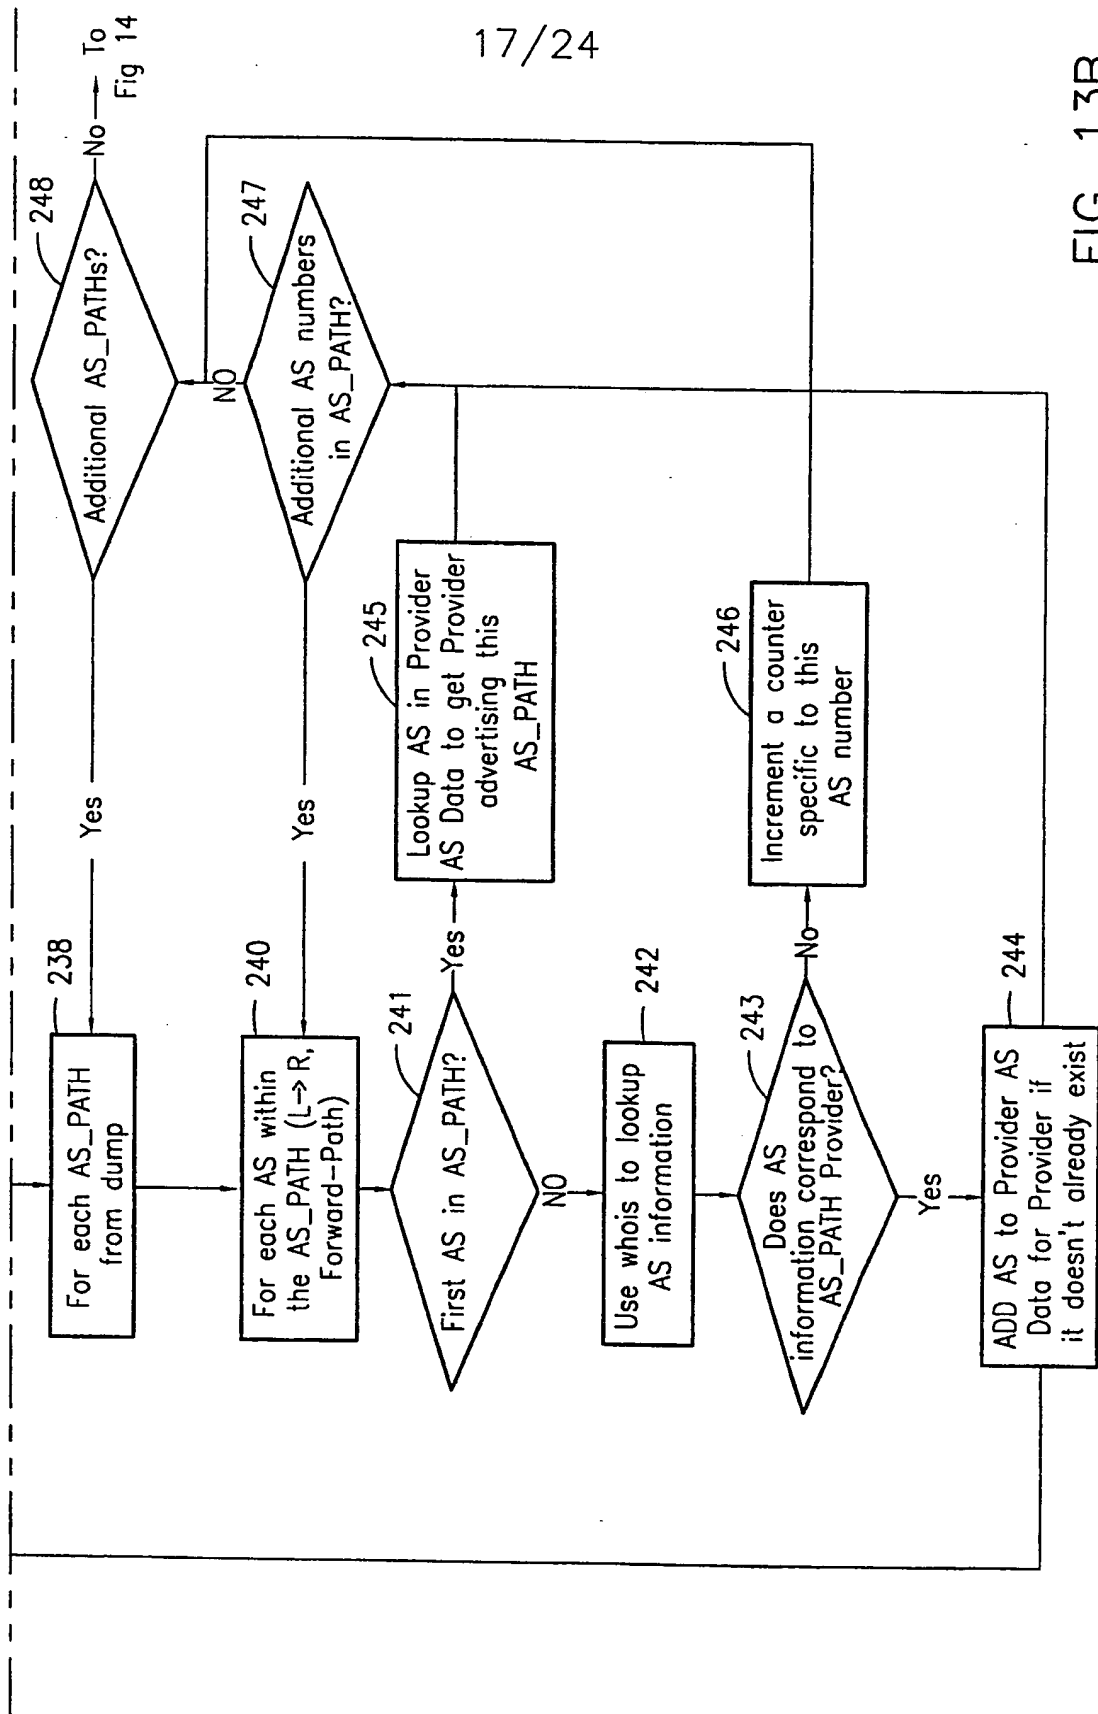 17/24
FIG. 13B
For each AS_PATH
from dump
238
Yes
Additional AS_PATHs?
248
No
To
Fig 14
For each AS within
the AS_PATH (L→R,
Forward-Path)
240
Yes
Additional AS numbers
in AS_PATH?
247
NO
First AS in AS_PATH?
241
Yes
Lookup AS in Provider
AS Data to get Provider
advertising this
AS_PATH
245
NO
Use whois to lookup
AS information
242
Does AS
information correspond to
AS_PATH Provider?
243
No
Increment a counter
specific to this
AS number
246
Yes
ADD AS to Provider AS
Data for Provider if
it doesn't already exist
244